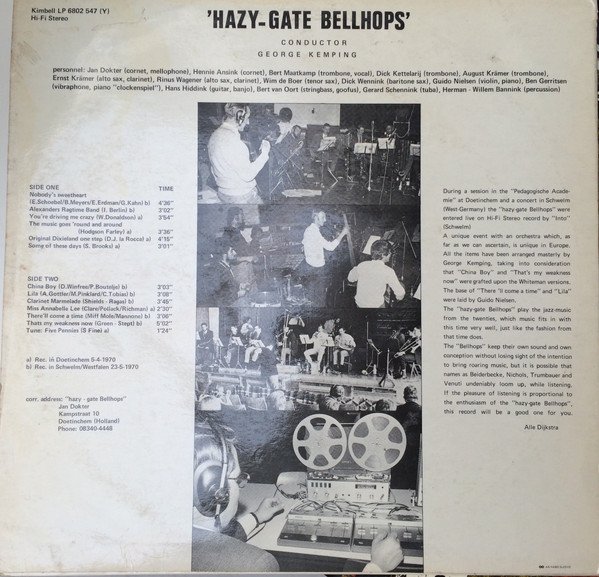 Kimbell LP 6802 547 (Y)
Hi-Fi Stereo
'HAZY-GATE BELLHOPS'
CONDUCTOR
GEORGE KEMPING
personnel: Jan Dokter (cornet, mellophone), Hennie Ansink (cornet), Bert Maatkamp (trombone, vocal), Dick Kettelarij (trombone), August Krämer (trombone),
Ernst Krämer (alto sax, clarinet), Rinus Wagener (alto sax, clarinet), Wim de Boer (tenor sax), Dick Wennink (baritone sax), Guido Nielsen (violin, piano), Ben Gerritsen
(vibraphone, piano "clockenspiel"), Hans Hiddink (guitar, banjo), Bert van Oort (stringbass, goofus), Gerard Schennink (tuba), Herman - Willem Bannink (percussion)
SIDE ONE TIME
Nobody's sweetheart
(E.Schoebel/B.Meyers/E.Erdman/G.Kahn) b) 4'36"
Alexanders Ragtime Band (I. Berlin) b) 3'02"
You're driving me crazy (W.Donaldson) a) 3'54"
The music goes 'round and around
(Hodgson Farley) a) 3'36"
Original Dixieland one step (D.J. la Rocca) a) 4'15"
Some of these days (S. Brooks) a) 3'01"
SIDE TWO
China Boy (D.Winfree/P.Boutelje) b) 3'03"
Lila (A.Gottler/M.Pinklard/C.Tobias) b) 3'08"
Clarinet Marmelade (Shields - Ragas) b) 3'45"
Miss Annabelle Lee (Clare/Pollock/Richman) a) 2'30"
There'll come a time (Miff Mole/Mannone) b) 3'06"
Thats my weakness now (Green - Stept) b) 5'02"
Tune: Five Pennies (S Fine) a) 1'24"
a) Rec. in Doetinchem 5-4-1970
b) Rec. in Schwelm/Westfalen 23-5-1970
corr. address: "hazy - gate Bellhops"
Jan Dokter
Kampstraat 10
Doetinchem (Holland)
Phone: 08340-4448
During a session in the "Pedagogische Acade-
mie" at Doetinchem and a concert in Schwelm
(West-Germany) the "hazy-gate Bellhops" were
entered live on Hi-Fi Stereo record by "Into"
(Schwelm)
A unique event with an orchestra which, as
far as we can ascertain, is unique in Europe.
All the items have been arranged masterly by
George Kemping, taking into consideration
that "China Boy" and "That's my weakness
now" were grafted upon the Whiteman versions.
The base of "There 'll come a time" and "Lila"
were laid by Guido Nielsen.
The "hazy-gate Bellhops" play the jazz-music
from the twenties, which music fits in with
this time very well, just like the fashion from
that time does.
The "Bellhops" keep their own sound and own
conception without losing sight of the intention
to bring roaring music, but it is possible that
names as Beiderbecke, Nichols, Trumbauer and
Venuti undeniably loom up, while listening.
If the pleasure of listening is proportional to
the enthusiasm of the "hazy-gate Bellhops",
this record will be a good one for you.
Alle Dijkstra